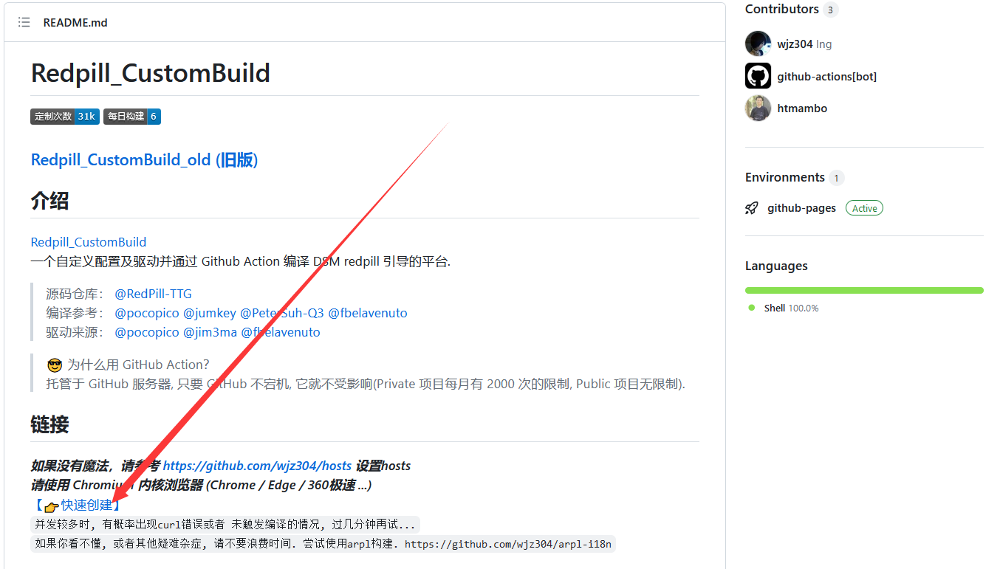 README.md
Redpill_CustomBuild
定制次数 31k 每日构建 6
Redpill_CustomBuild_old (旧版)
介绍
Redpill_CustomBuild
一个自定义配置及驱动并通过 Github Action 编译 DSM redpill 引导的平台.
源码仓库： @RedPill-TTG
编译参考： @pocopico @jumkey @PeterSuh-Q3 @fbelavenuto
驱动来源： @pocopico @jim3ma @fbelavenuto
😎 为什么用 GitHub Action?
托管于 GitHub 服务器, 只要 GitHub 不宕机, 它就不受影响(Private 项目每月有 2000 次的限制, Public 项目无限制).
链接
如果没有魔法，请参考 https://github.com/wjz304/hosts 设置hosts
请使用 Chromium 内核浏览器 (Chrome / Edge / 360极速 ...)
【👉快速创建】
并发较多时, 有概率出现curl错误或者 未触发编译的情况, 过几分钟再试...
如果你看不懂, 或者其他疑难杂症, 请不要浪费时间. 尝试使用arpl构建. https://github.com/wjz304/arpl-i18n
Contributors 3
wjz304 Ing
github-actions[bot]
htmambo
Environments 1
github-pages Active
Languages
Shell 100.0%